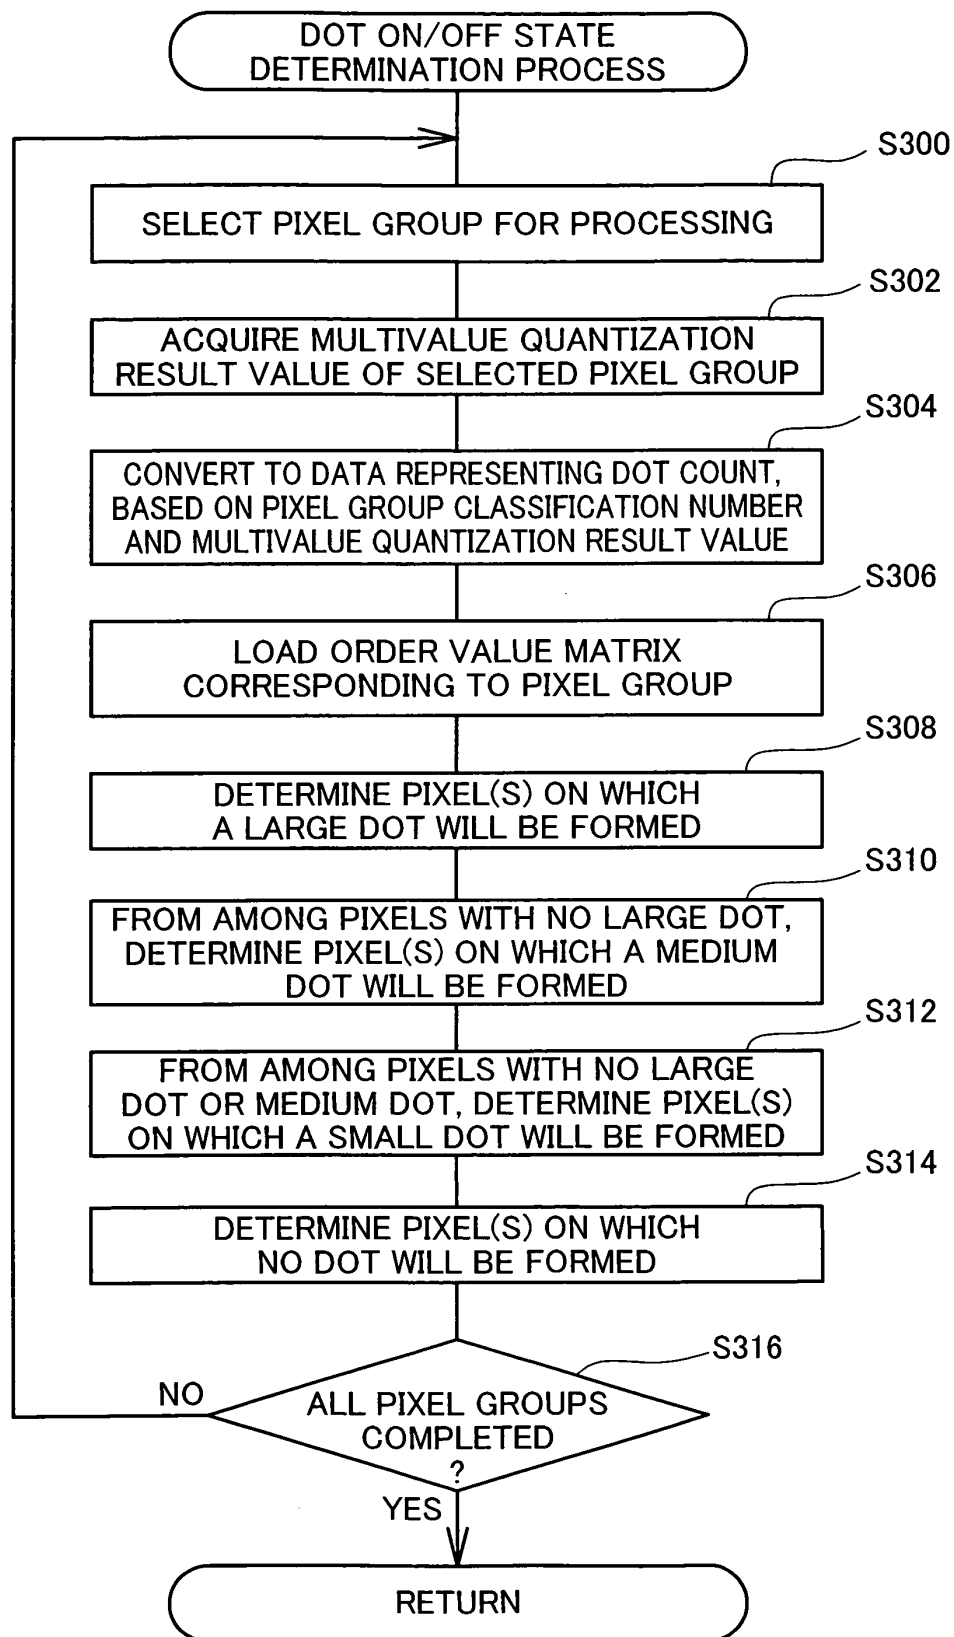 DOT ON/OFF STATE
DETERMINATION PROCESS
S300
SELECT PIXEL GROUP FOR PROCESSING
S302
ACQUIRE MULTIVALUE QUANTIZATION
RESULT VALUE OF SELECTED PIXEL GROUP
S304
CONVERT TO DATA REPRESENTING DOT COUNT,
BASED ON PIXEL GROUP CLASSIFICATION NUMBER
AND MULTIVALUE QUANTIZATION RESULT VALUE
S306
LOAD ORDER VALUE MATRIX
CORRESPONDING TO PIXEL GROUP
S308
DETERMINE PIXEL(S) ON WHICH
A LARGE DOT WILL BE FORMED
S310
FROM AMONG PIXELS WITH NO LARGE DOT,
DETERMINE PIXEL(S) ON WHICH A MEDIUM
DOT WILL BE FORMED
S312
FROM AMONG PIXELS WITH NO LARGE
DOT OR MEDIUM DOT, DETERMINE PIXEL(S)
ON WHICH A SMALL DOT WILL BE FORMED
S314
DETERMINE PIXEL(S) ON WHICH
NO DOT WILL BE FORMED
S316
NO
ALL PIXEL GROUPS
COMPLETED
?
YES
RETURN